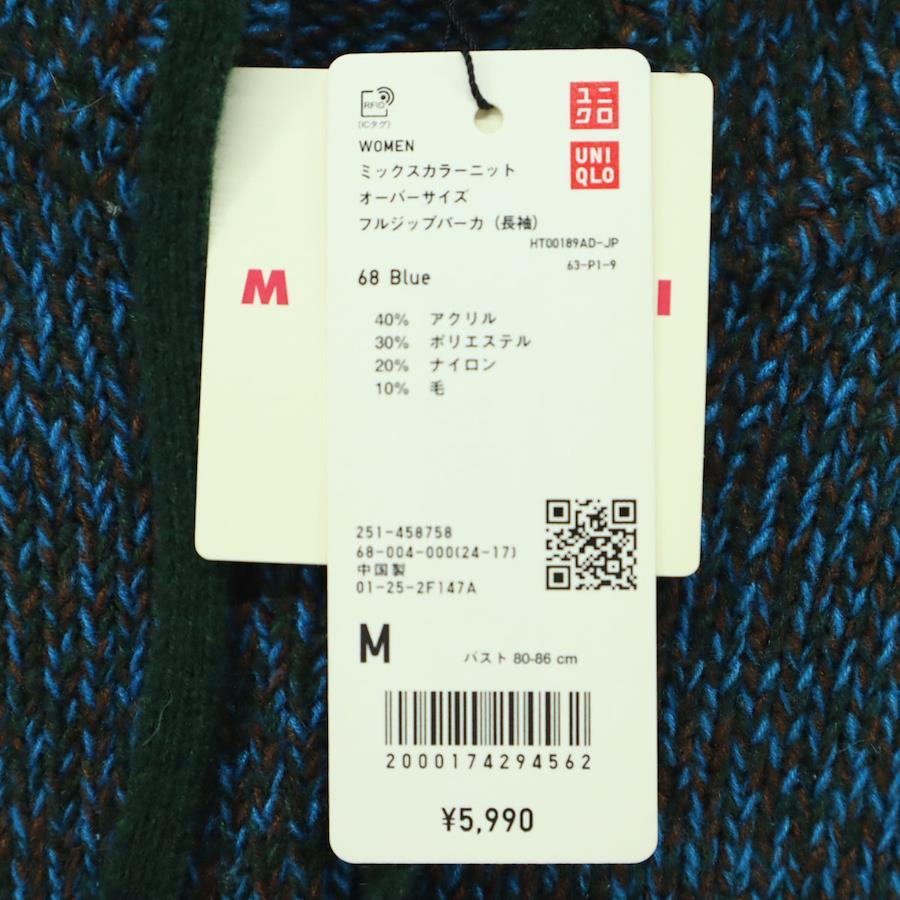 RFID
(ICタグ)
ユニクロ
UNI
QLO
WOMEN
ミックスカラーニット
オーバーサイズ
フルジップパーカ（長袖）
HT00189AD-JP
63-P1-9
68 Blue
40% アクリル
30% ポリエステル
20% ナイロン
10% 毛
M
251-458758
68-004-000(24-17)
中国製
01-25-2F147A
M
バスト 80-86 cm
2000174294562
¥5,990